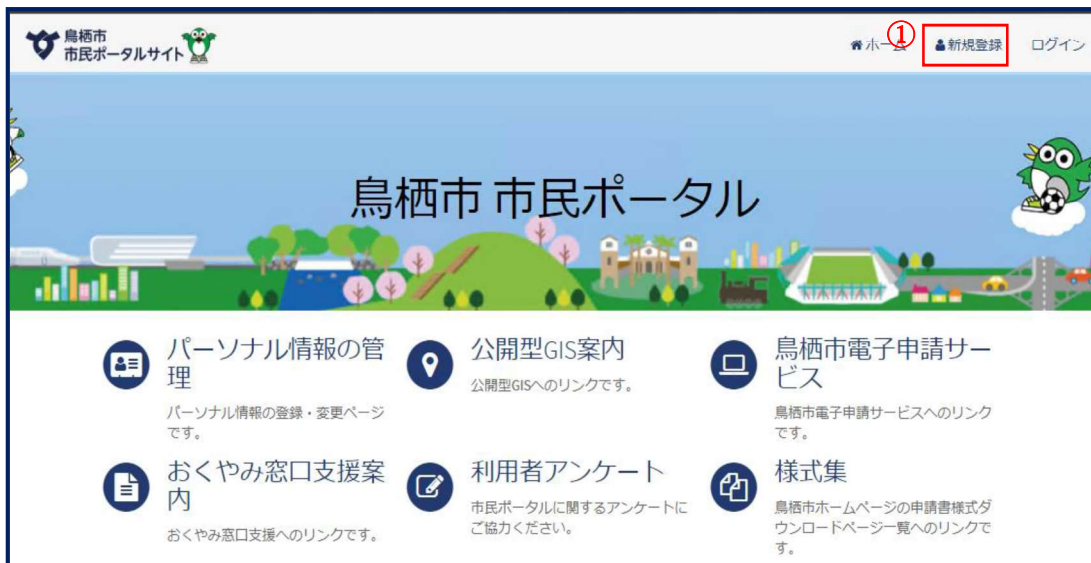 鳥栖市
市民ポータルサイト
ホーム
①
新規登録
ログイン
鳥栖市 市民ポータル
パーソナル情報の管
理
パーソナル情報の登録・変更ページ
です。
公開型GIS案内
公開型GISへのリンクです。
鳥栖市電子申請サー
ビス
鳥栖市電子申請サービスへのリンク
です。
おくやみ窓口支援案
内
おくやみ窓口支援へのリンクです。
利用者アンケート
市民ポータルに関するアンケートに
ご協力ください。
様式集
鳥栖市ホームページの申請書様式ダ
ウンロードページ一覧へのリンクで
す。